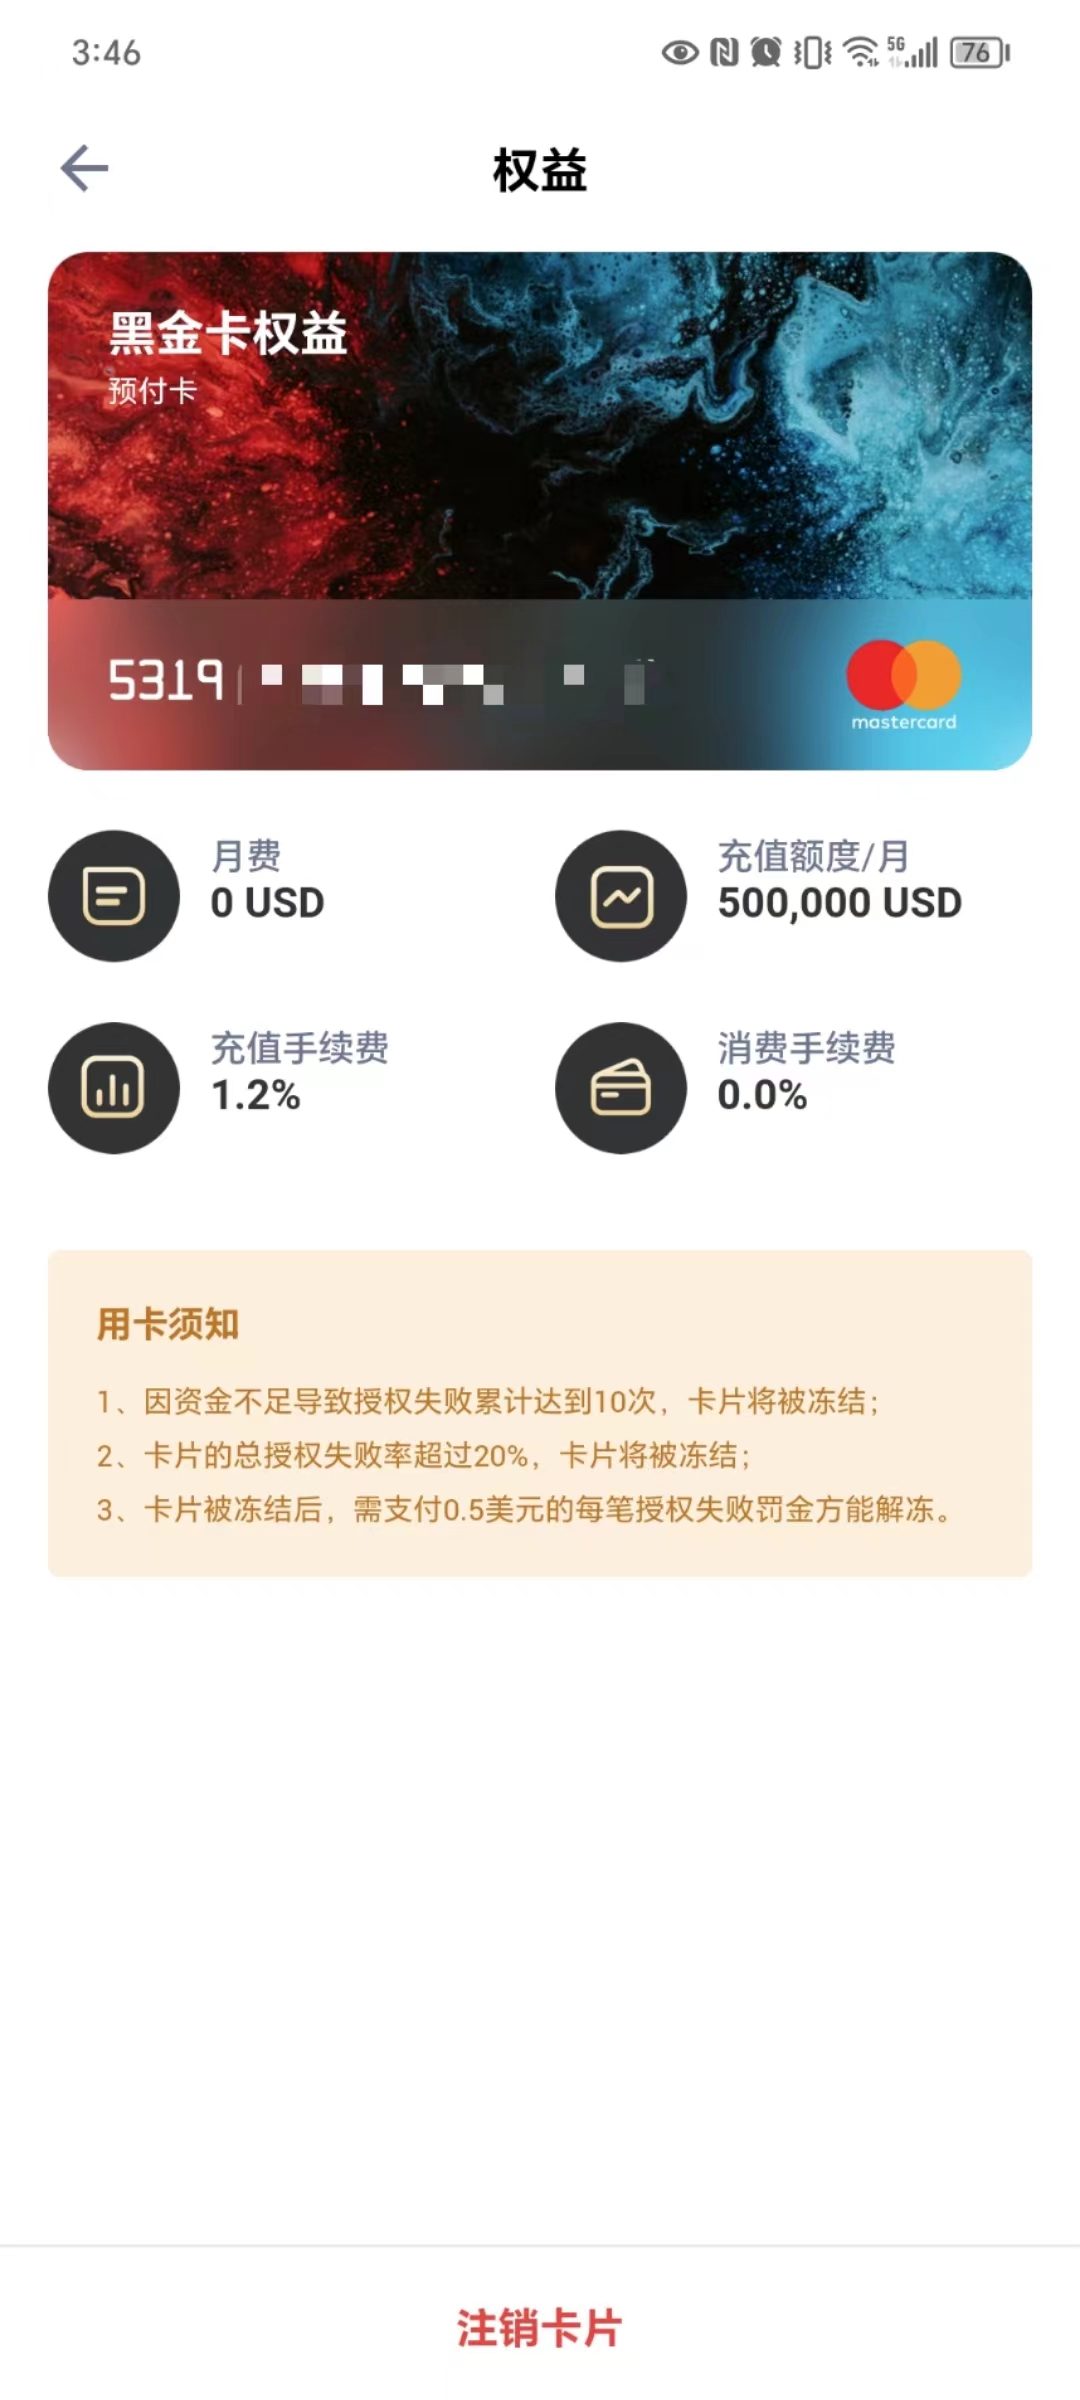 3:46
5G
76
权益
黑金卡权益
预付卡
5319
mastercard
月费
0 USD
充值额度/月
500,000 USD
充值手续费
1.2%
消费手续费
0.0%
用卡须知
1、因资金不足导致授权失败累计达到10次，卡片将被冻结；
2、卡片的总授权失败率超过20%，卡片将被冻结；
3、卡片被冻结后，需支付0.5美元的每笔授权失败罚金方能解冻。
注销卡片